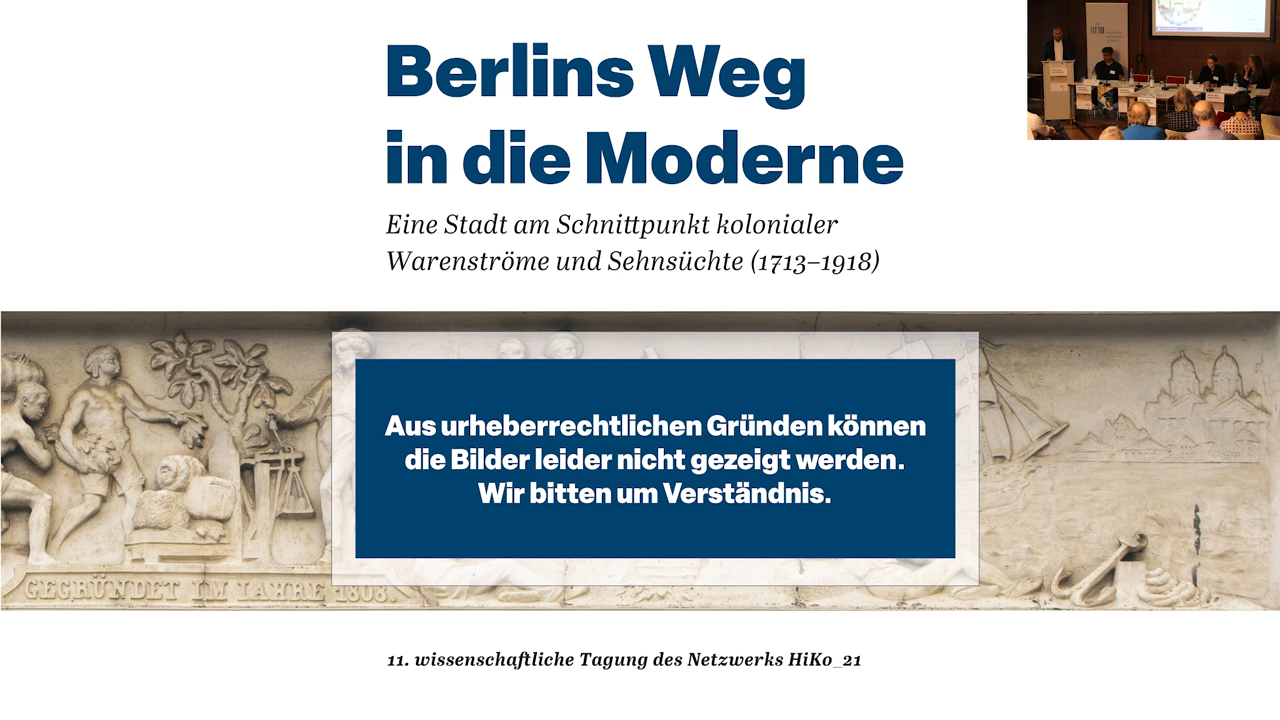 Berlins Weg
in die Moderne
Eine Stadt am Schnittpunkt kolonialer
Warenströme und Sehnsüchte (1713–1918)
Aus urheberrechtlichen Gründen können
die Bilder leider nicht gezeigt werden.
Wir bitten um Verständnis.
GEGRÜNDET IM JAHRE 1808.
11. wissenschaftliche Tagung des Netzwerks HiKo_21